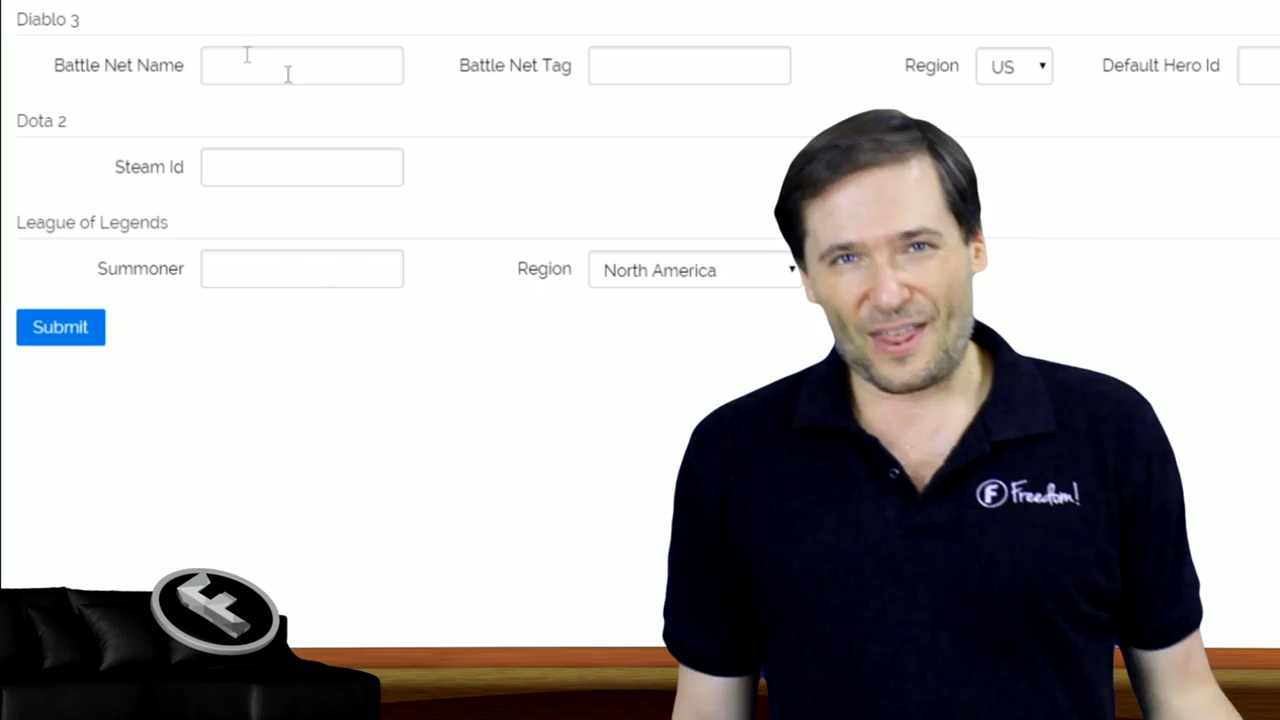 Diablo 3
Battle Net Name Battle Net Tag Region US Default Hero Id
Dota 2
Steam Id
League of Legends
Summoner Region North America
Submit
F Freedom!
F